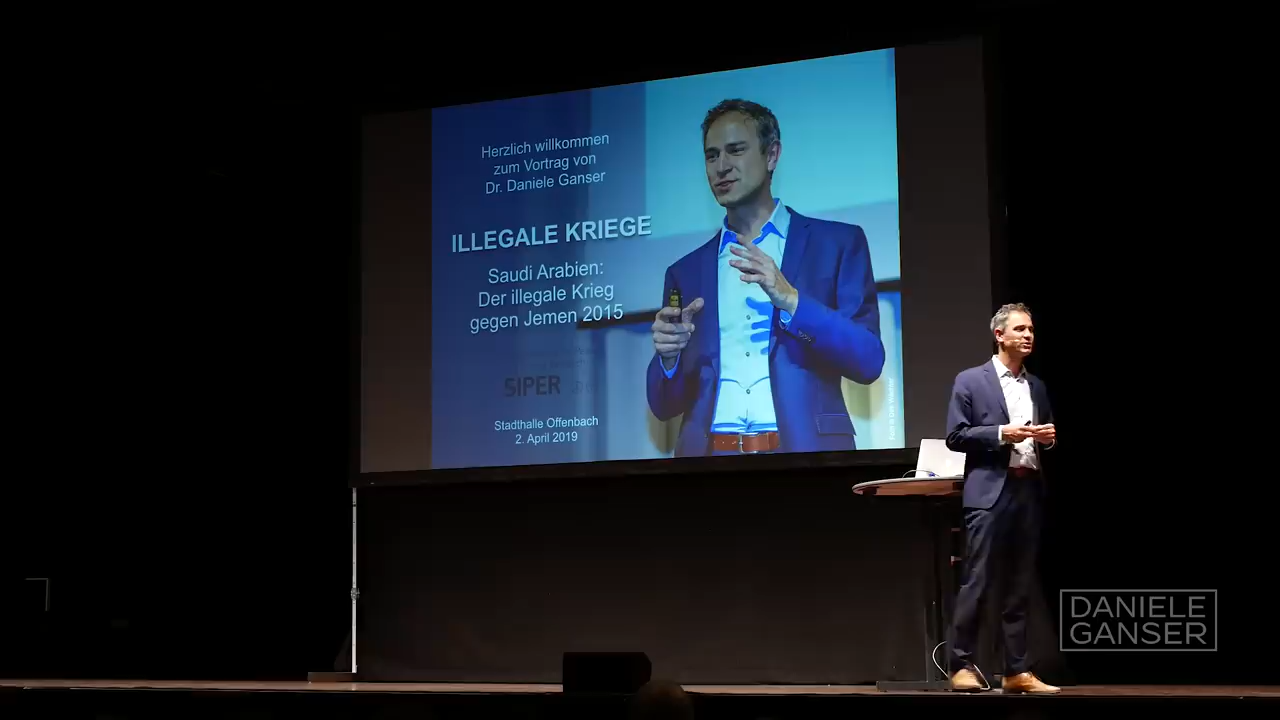 Herzlich willkommen
zum Vortrag von
Dr. Daniele Ganser
ILLEGALE KRIEGE
Saudi Arabien:
Der illegale Krieg
gegen Jemen 2015
SIPER
Stadthalle Offenbach
2. April 2019
DANIELE
GANSER